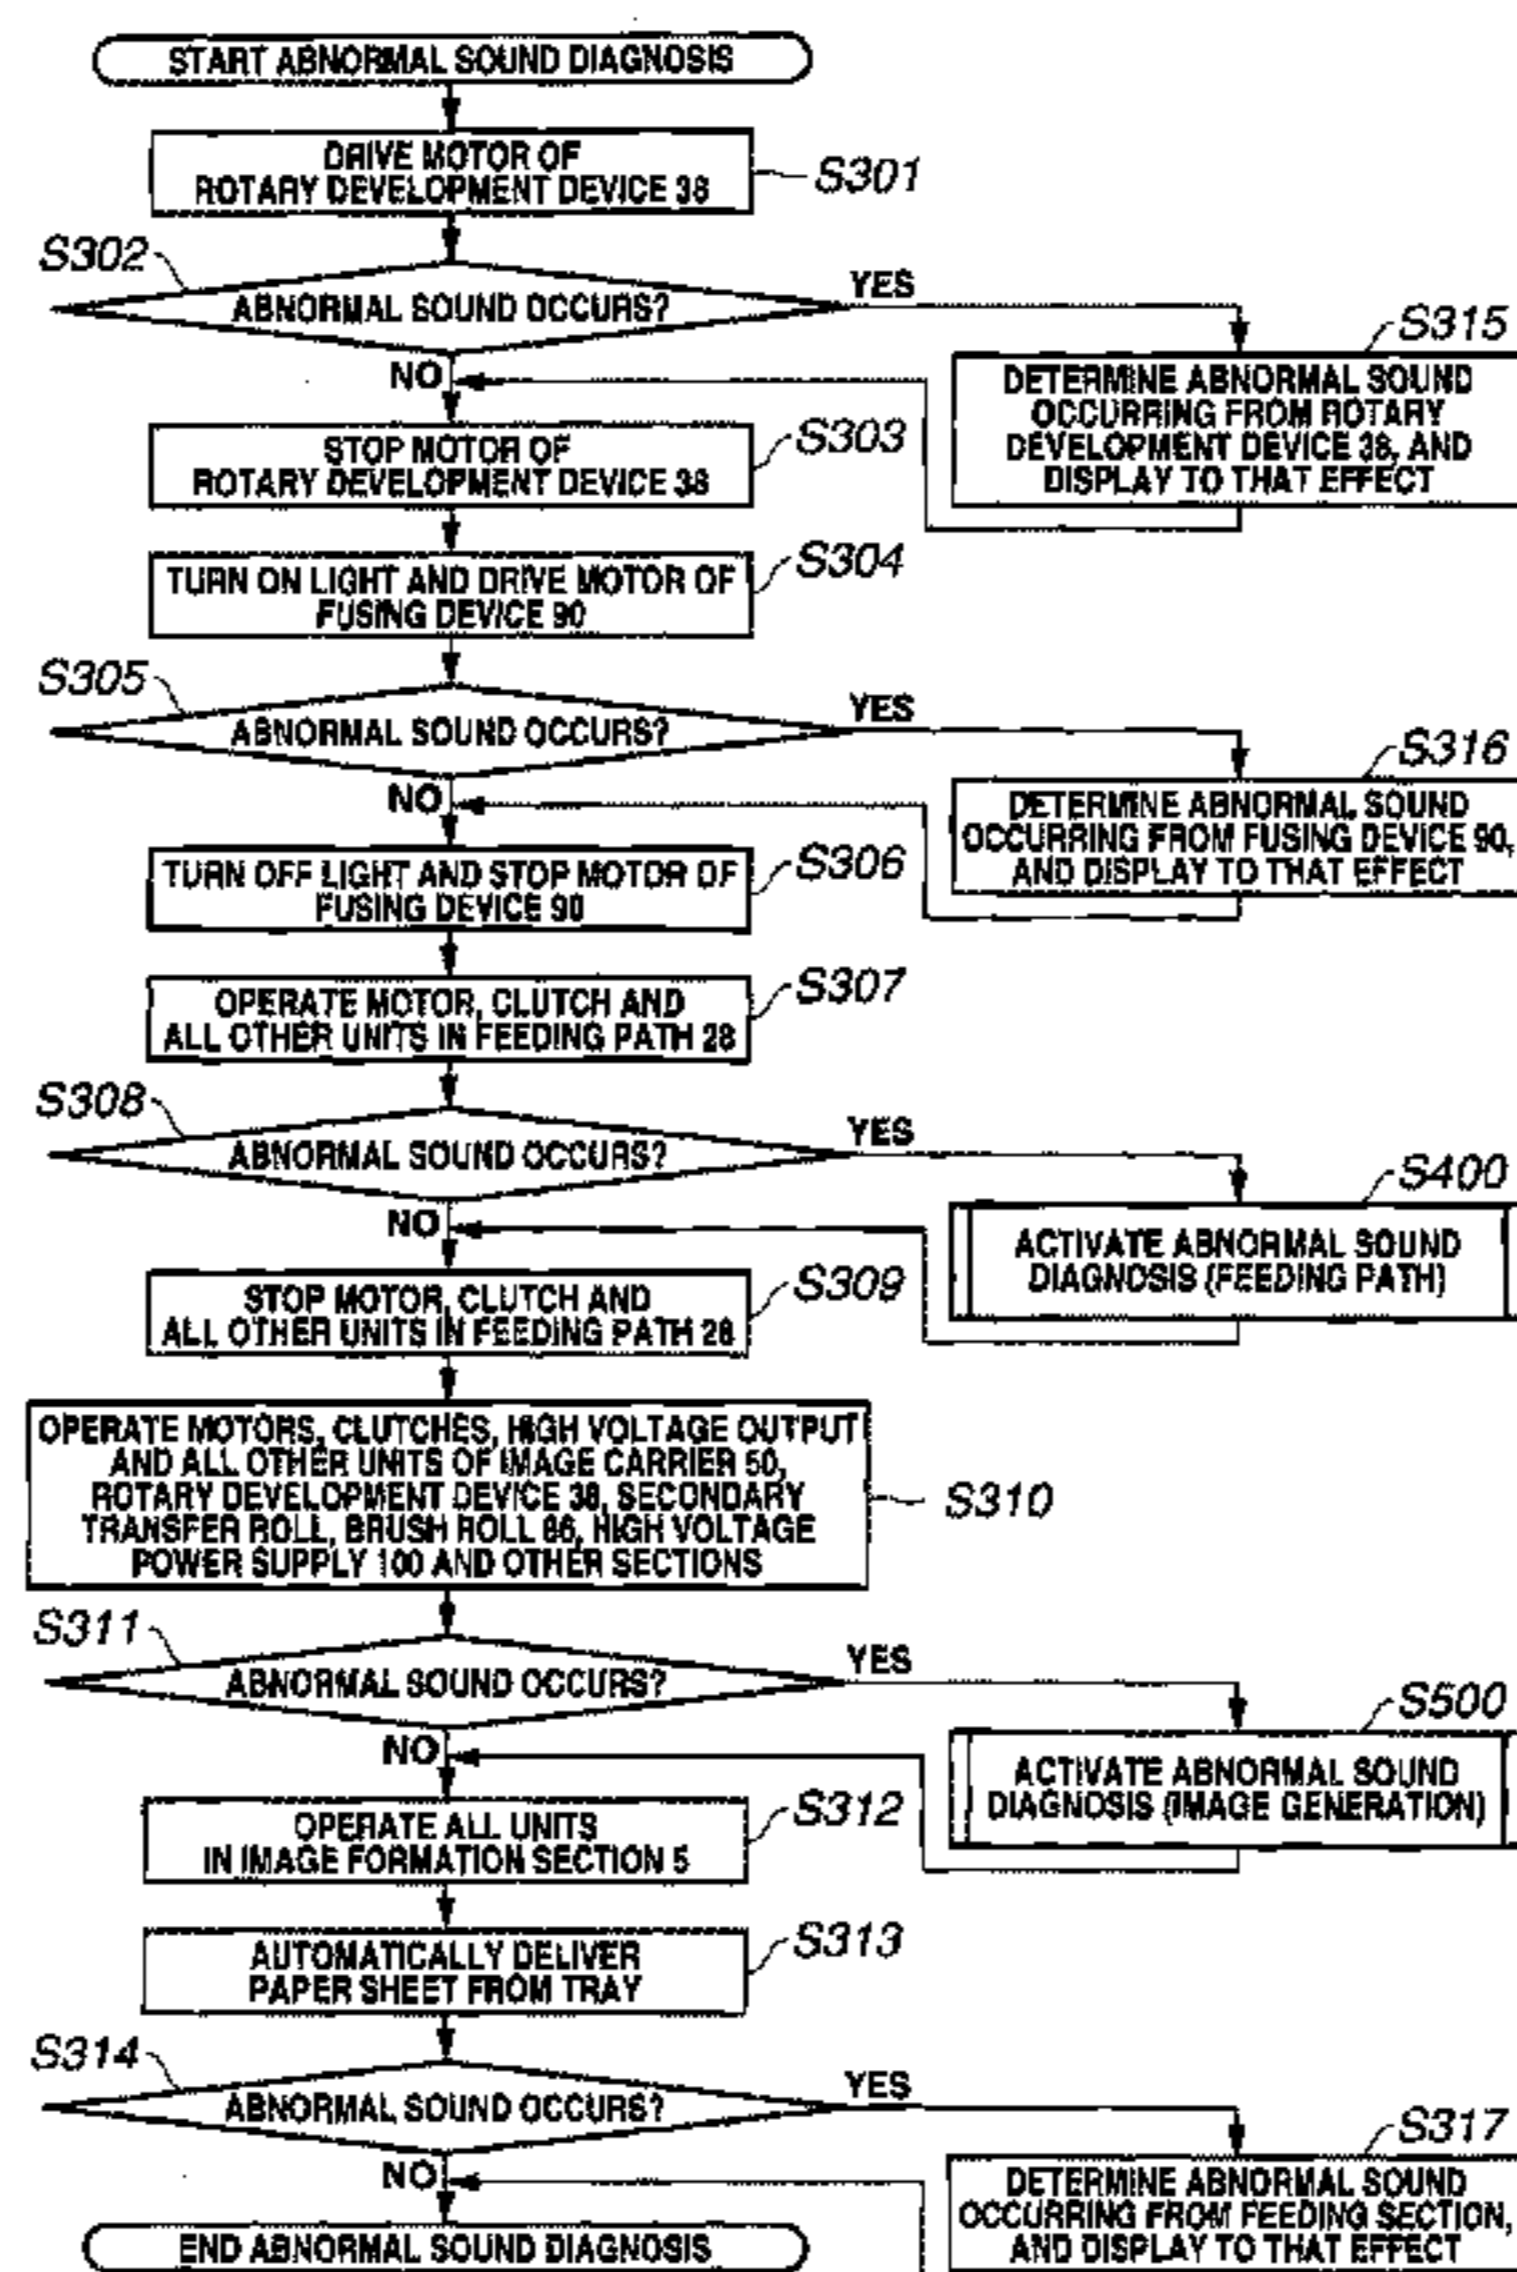 START ABNORMAL SOUND DIAGNOSIS
DRIVE MOTOR OF
ROTARY DEVELOPMENT DEVICE 38
S301
S302
ABNORMAL SOUND OCCURS?
YES
NO
S315
DETERMINE ABNORMAL SOUND
OCCURRING FROM ROTARY
DEVELOPMENT DEVICE 38, AND
DISPLAY TO THAT EFFECT
STOP MOTOR OF
ROTARY DEVELOPMENT DEVICE 38
S303
TURN ON LIGHT AND DRIVE MOTOR OF
FUSING DEVICE 90
S304
S305
ABNORMAL SOUND OCCURS?
YES
NO
S316
DETERMINE ABNORMAL SOUND
OCCURRING FROM FUSING DEVICE 90,
AND DISPLAY TO THAT EFFECT
TURN OFF LIGHT AND STOP MOTOR OF
FUSING DEVICE 90
S306
OPERATE MOTOR, CLUTCH AND
ALL OTHER UNITS IN FEEDING PATH 28
S307
S308
ABNORMAL SOUND OCCURS?
YES
NO
S400
ACTIVATE ABNORMAL SOUND
DIAGNOSIS (FEEDING PATH)
STOP MOTOR, CLUTCH AND
ALL OTHER UNITS IN FEEDING PATH 28
S309
OPERATE MOTORS, CLUTCHES, HIGH VOLTAGE OUTPUT
AND ALL OTHER UNITS OF IMAGE CARRIER 50,
ROTARY DEVELOPMENT DEVICE 38, SECONDARY
TRANSFER ROLL, BRUSH ROLL 86, HIGH VOLTAGE
POWER SUPPLY 100 AND OTHER SECTIONS
S310
S311
ABNORMAL SOUND OCCURS?
YES
NO
S500
ACTIVATE ABNORMAL SOUND
DIAGNOSIS (IMAGE GENERATION)
OPERATE ALL UNITS
IN IMAGE FORMATION SECTION 5
S312
AUTOMATICALLY DELIVER
PAPER SHEET FROM TRAY
S313
S314
ABNORMAL SOUND OCCURS?
YES
NO
S317
DETERMINE ABNORMAL SOUND
OCCURRING FROM FEEDING SECTION,
AND DISPLAY TO THAT EFFECT
END ABNORMAL SOUND DIAGNOSIS